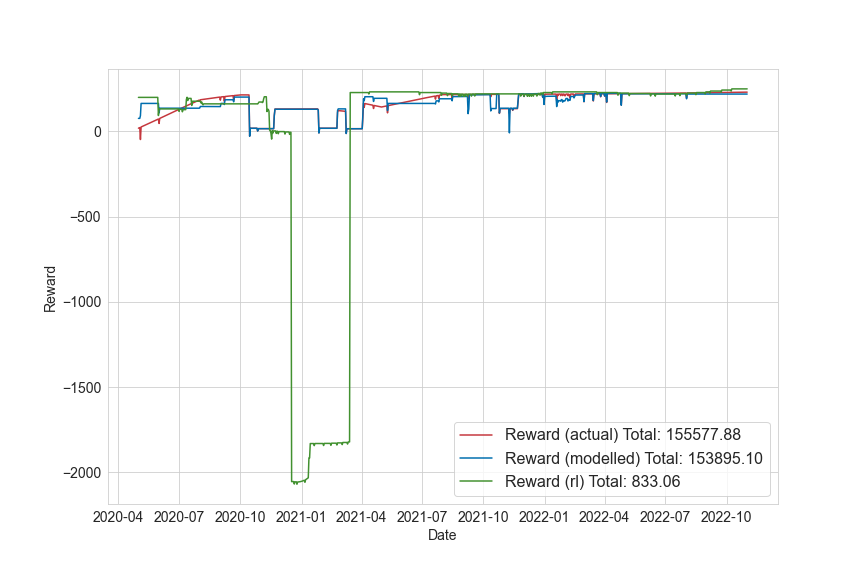 0
−500
−1000
−1500
−2000
Reward
Reward (actual) Total: 155577.88
Reward (modelled) Total: 153895.10
Reward (rl) Total: 833.06
2020-04 2020-07 2020-10 2021-01 2021-04 2021-07 2021-10 2022-01 2022-04 2022-07 2022-10
Date